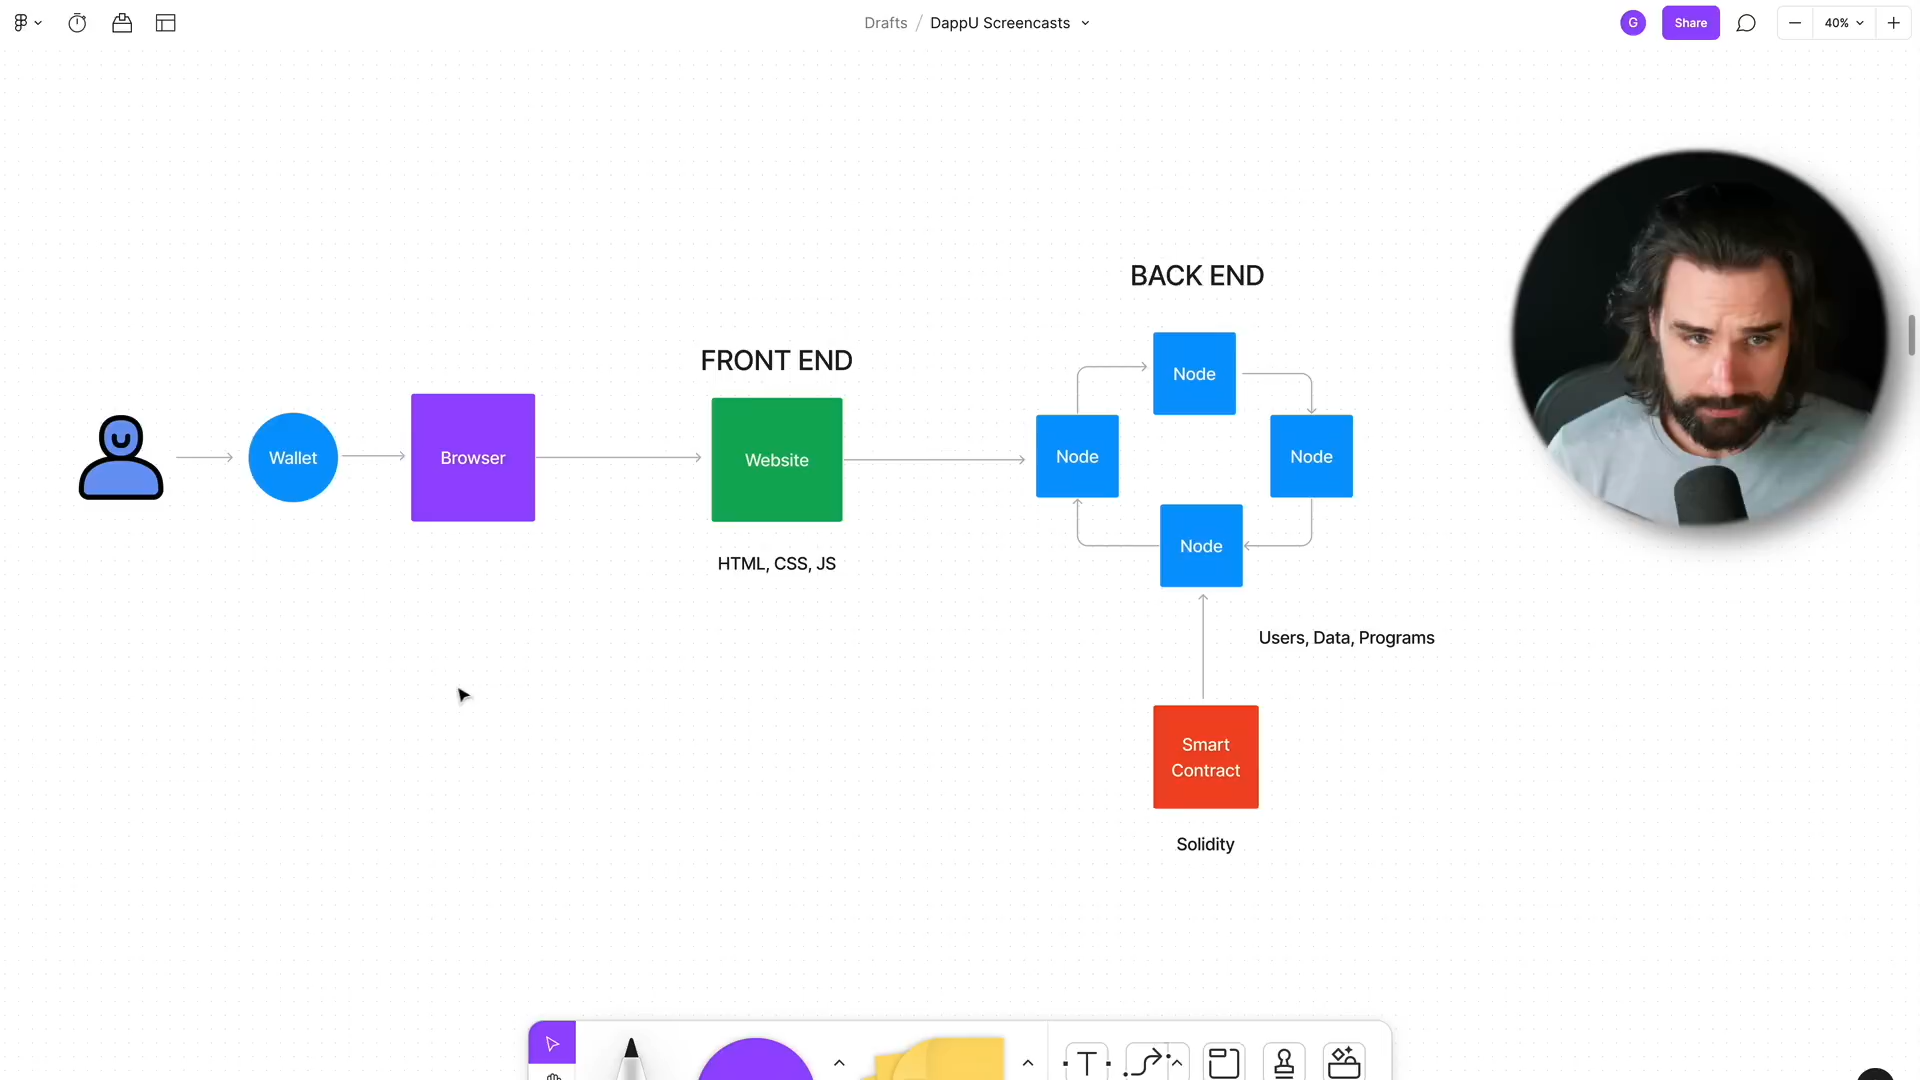 Drafts / DappU Screencasts
G
Share
40%
BACK END
FRONT END
Node
Wallet
Browser
Website
Node
Node
Node
HTML, CSS, JS
Users, Data, Programs
Smart
Contract
Solidity
T